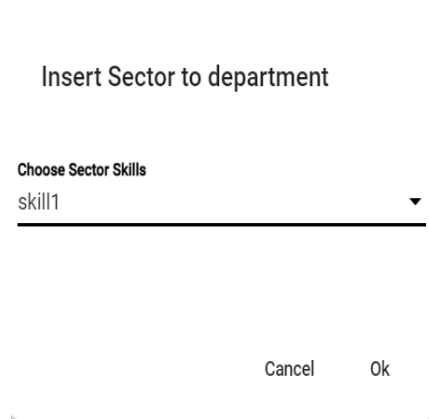 Insert Sector to department
Choose Sector Skills
skill1
Cancel Ok